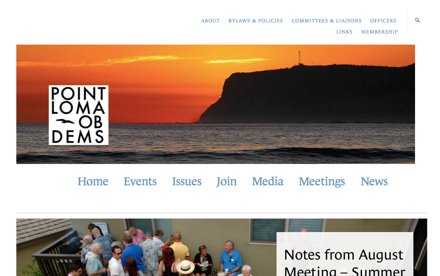 ABOUT BYLAWS & POLICIES COMMITTEES & LIAISONS OFFICERS
LINKS MEMBERSHIP
POINT
LOMA
OB
DEMS
Home Events Issues Join Media Meetings News
Notes from August
Meeting – Summer